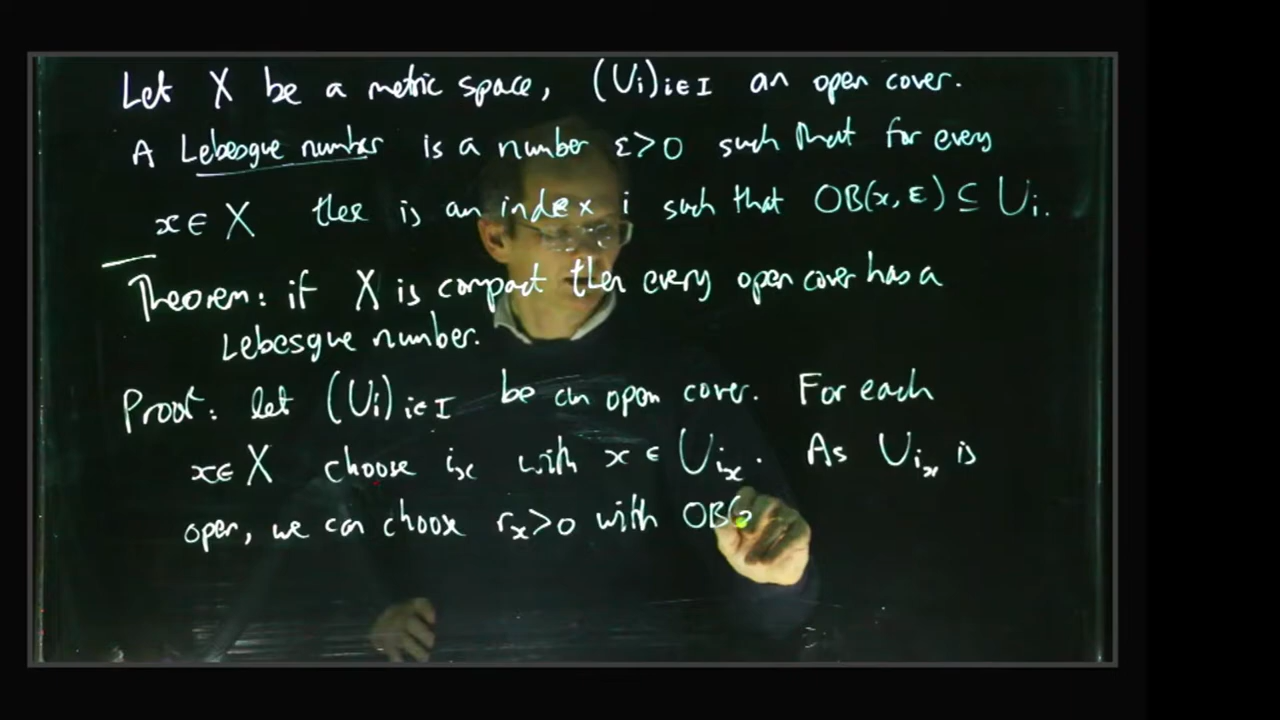 Let X be a metric space, (Ui)i∈I an open cover.
A Lebesgue number is a number ε>0 such that for every
x∈X there is an index i such that OB(x, ε) ⊆ Ui.
Theorem: if X is compact then every open cover has a
Lebesgue number.
Proof: let (Ui)i∈I be an open cover. For each
x∈X choose ix with x ∈ Uix. As Uix is
open, we can choose rx>0 with OB(